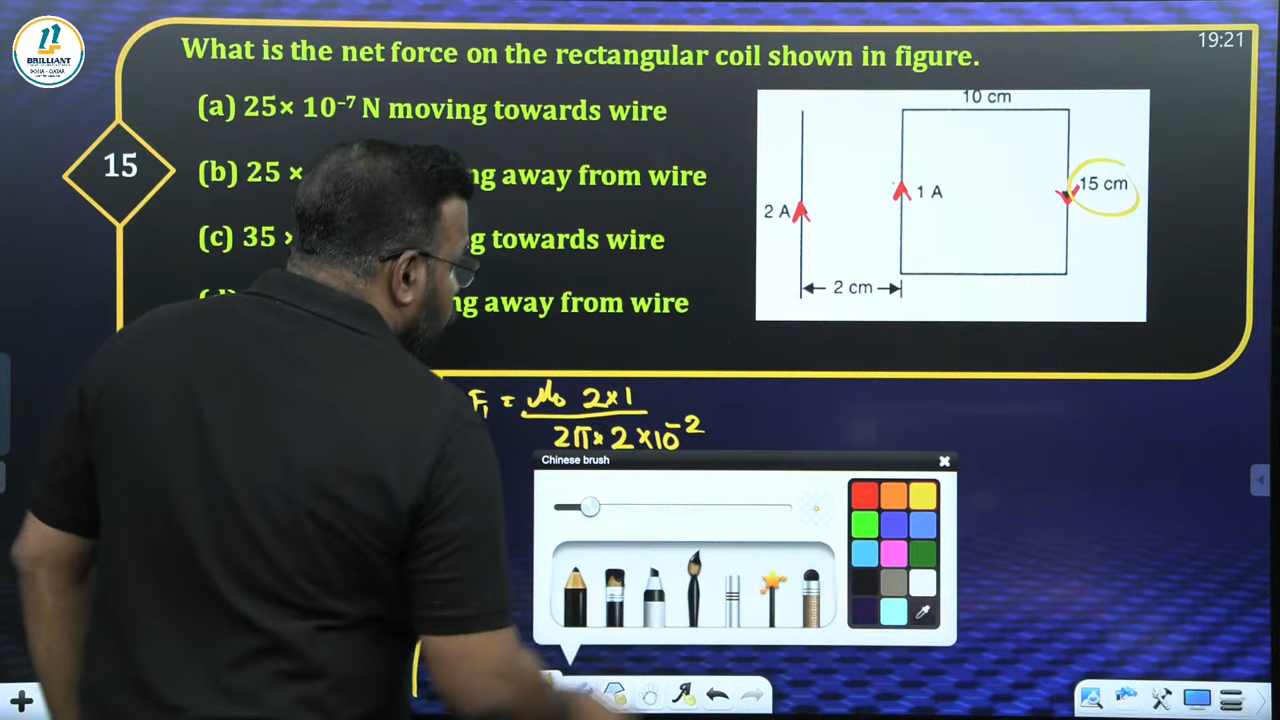 BRILLIANT
DOHA - QATAR
19:21
What is the net force on the rectangular coil shown in figure.
15
(a) 25× 10⁻⁷ N moving towards wire
(b) 25 × ng away from wire
(c) 35 g towards wire
ng away from wire
10 cm
15 cm
1 A
2 A
2 cm
F₁ = μ₀ 2×1
2π × 2 × 10⁻²
Chinese brush